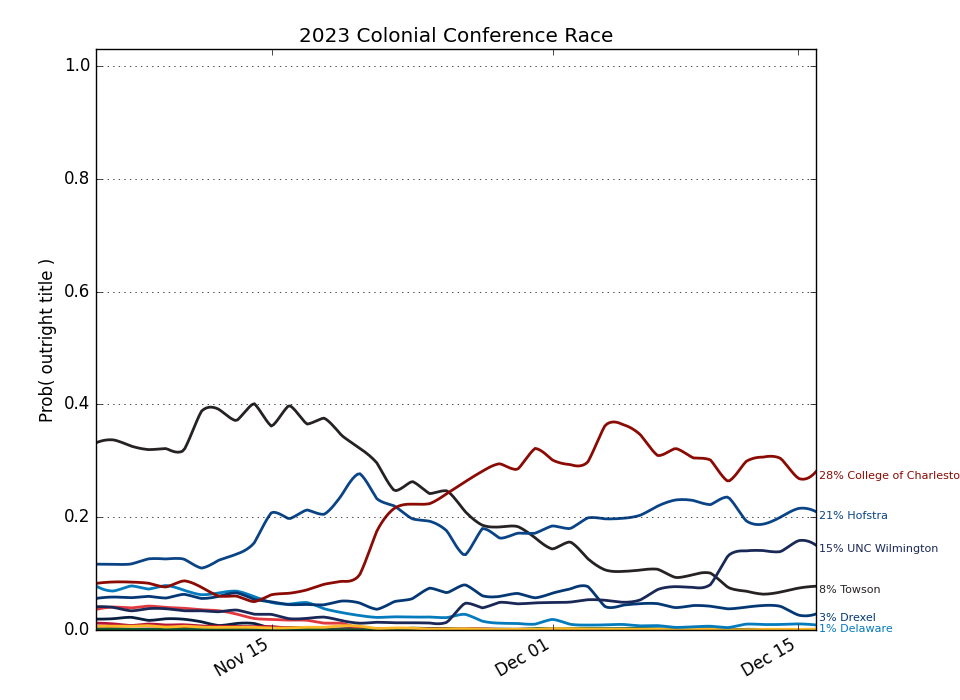 2023 Colonial Conference Race
Prob( outright title )
1.0
0.8
0.6
0.4
0.2
0.0
28% College of Charlesto
21% Hofstra
15% UNC Wilmington
8% Towson
3% Drexel
1% Delaware
Nov 15
Dec 01
Dec 15